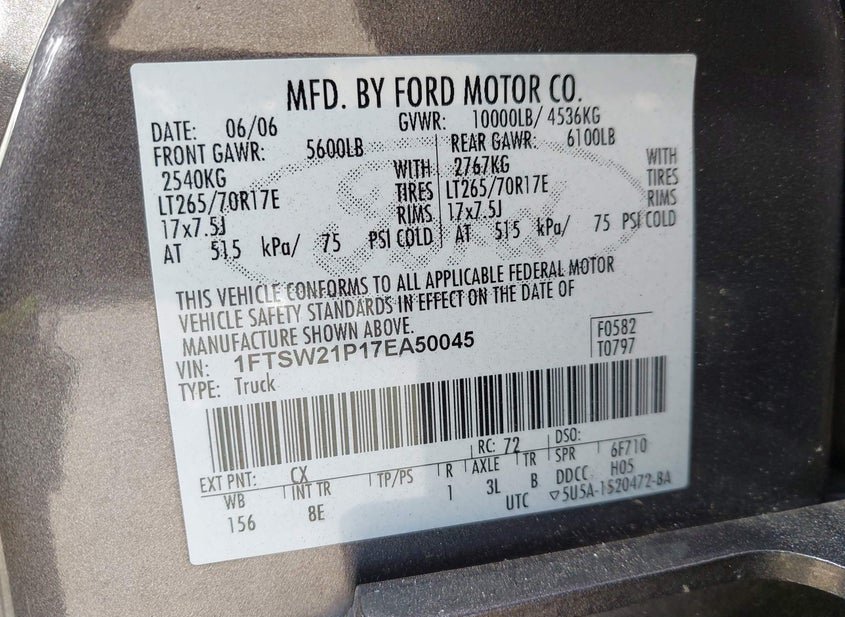 MFD. BY FORD MOTOR CO.
DATE: 06/06 GVWR: 10000LB/ 4536KG
FRONT GAWR: 5600LB REAR GAWR: 6100LB
2540KG WITH 2767KG WITH
LT265/70R17E TIRES LT265/70R17E TIRES
17x7.5J RIMS 17x7.5J RIMS
AT 515 kPa/ 75 PSI COLD AT 515 kPa/ 75 PSI COLD
THIS VEHICLE CONFORMS TO ALL APPLICABLE FEDERAL MOTOR
VEHICLE SAFETY STANDARDS IN EFFECT ON THE DATE OF
MANUFACTURE SHOWN ABOVE.
VIN: 1FTSW21P17EA50045 F0582
TYPE: Truck T0797
EXT PNT: CX RC: 72 DSO:
WB INT TR TP/PS R AXLE TR SPR 6F710
156 8E 1 3L B DDCC H05
UTC ▽5U5A-1520472-BA